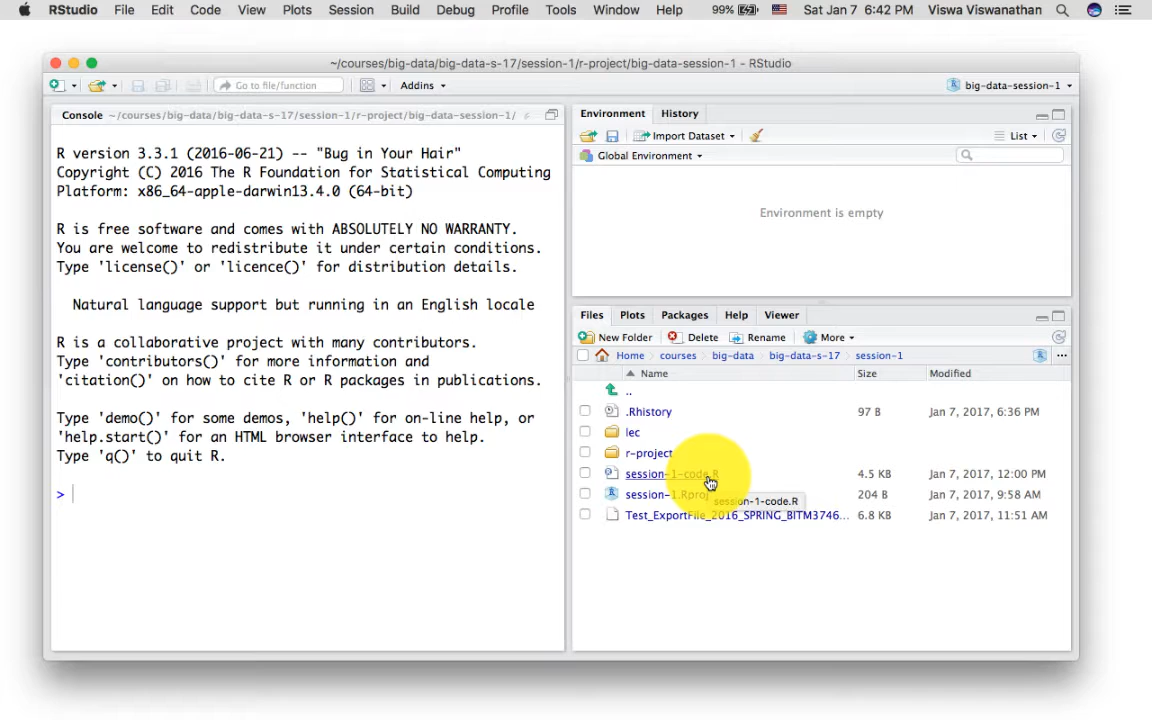 RStudio File Edit Code View Plots Session Build Debug Profile Tools Window Help 99% Sat Jan 7 6:42 PM Viswa Viswanathan
~/courses/big-data/big-data-s-17/session-1/r-project/big-data-session-1 - RStudio
Go to file/function Addins big-data-session-1
Console ~/courses/big-data/big-data-s-17/session-1/r-project/big-data-session-1/
R version 3.3.1 (2016-06-21) -- "Bug in Your Hair"
Copyright (C) 2016 The R Foundation for Statistical Computing
Platform: x86_64-apple-darwin13.4.0 (64-bit)
R is free software and comes with ABSOLUTELY NO WARRANTY.
You are welcome to redistribute it under certain conditions.
Type 'license()' or 'licence()' for distribution details.
Natural language support but running in an English locale
R is a collaborative project with many contributors.
Type 'contributors()' for more information and
'citation()' on how to cite R or R packages in publications.
Type 'demo()' for some demos, 'help()' for on-line help, or
'help.start()' for an HTML browser interface to help.
Type 'q()' to quit R.
>
Environment History
Import Dataset List
Global Environment
Environment is empty
Files Plots Packages Help Viewer
New Folder Delete Rename More
Home courses big-data big-data-s-17 session-1
Name Size Modified
..
.Rhistory 97 B Jan 7, 2017, 6:36 PM
lec
r-project
session-1-code.R 4.5 KB Jan 7, 2017, 12:00 PM
session-1.Rproj 204 B Jan 7, 2017, 9:58 AM
session-1-code.R
Test_ExportFile_2016_SPRING_BITM3746... 6.8 KB Jan 7, 2017, 11:51 AM